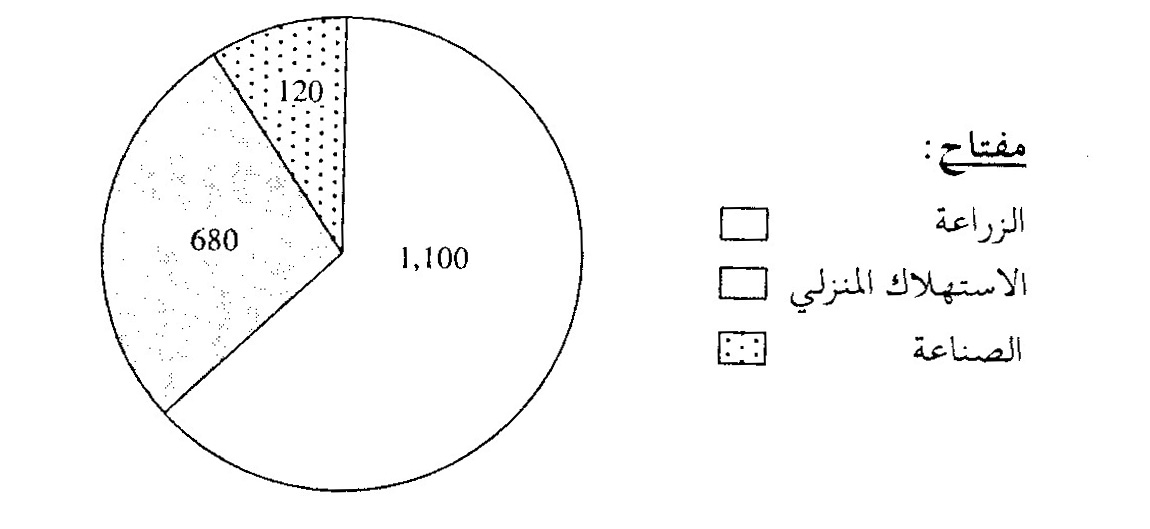 120
680
1,100
مفتاح:
الزراعة
الاستهلاك المنزلي
الصناعة